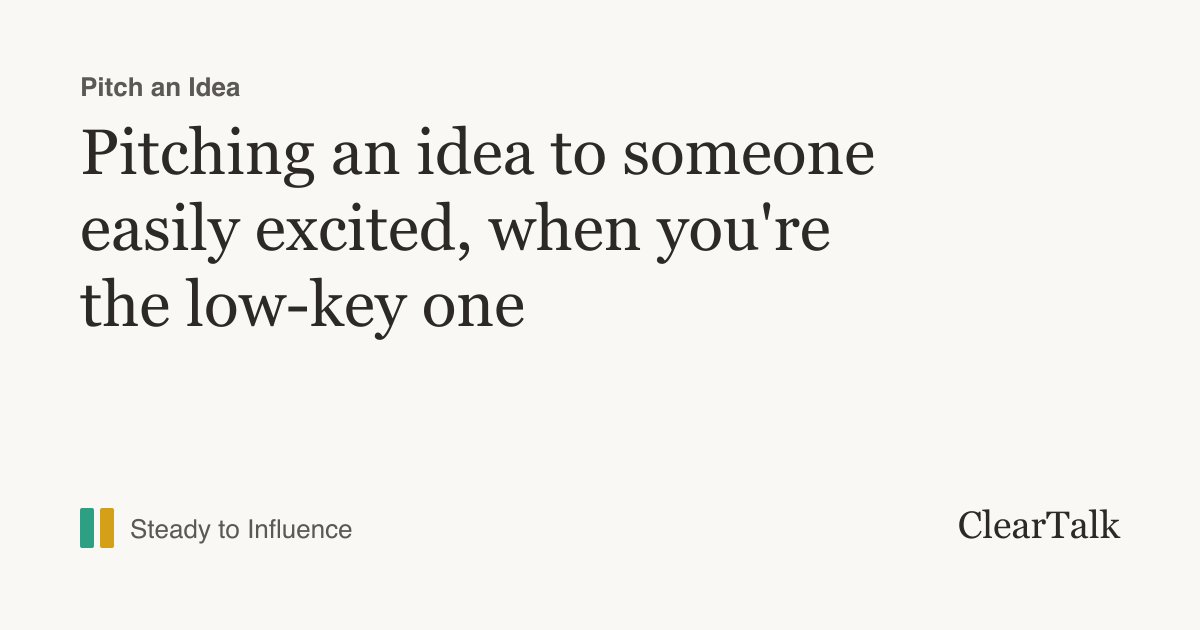 Pitch an Idea
Pitching an idea to someone
easily excited, when you're
the low-key one
Steady to Influence
ClearTalk